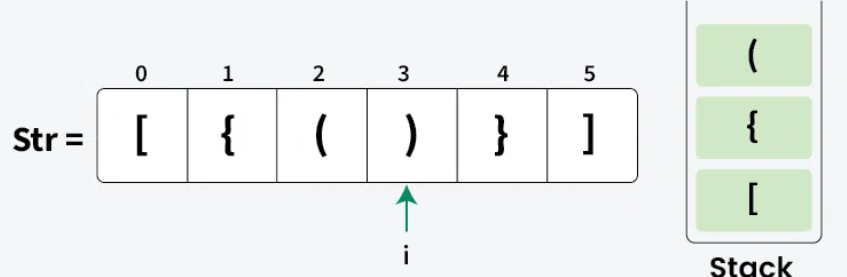 0 1 2 3 4 5
Str = [ { ( ) } ]
i
(
{
[
Stack